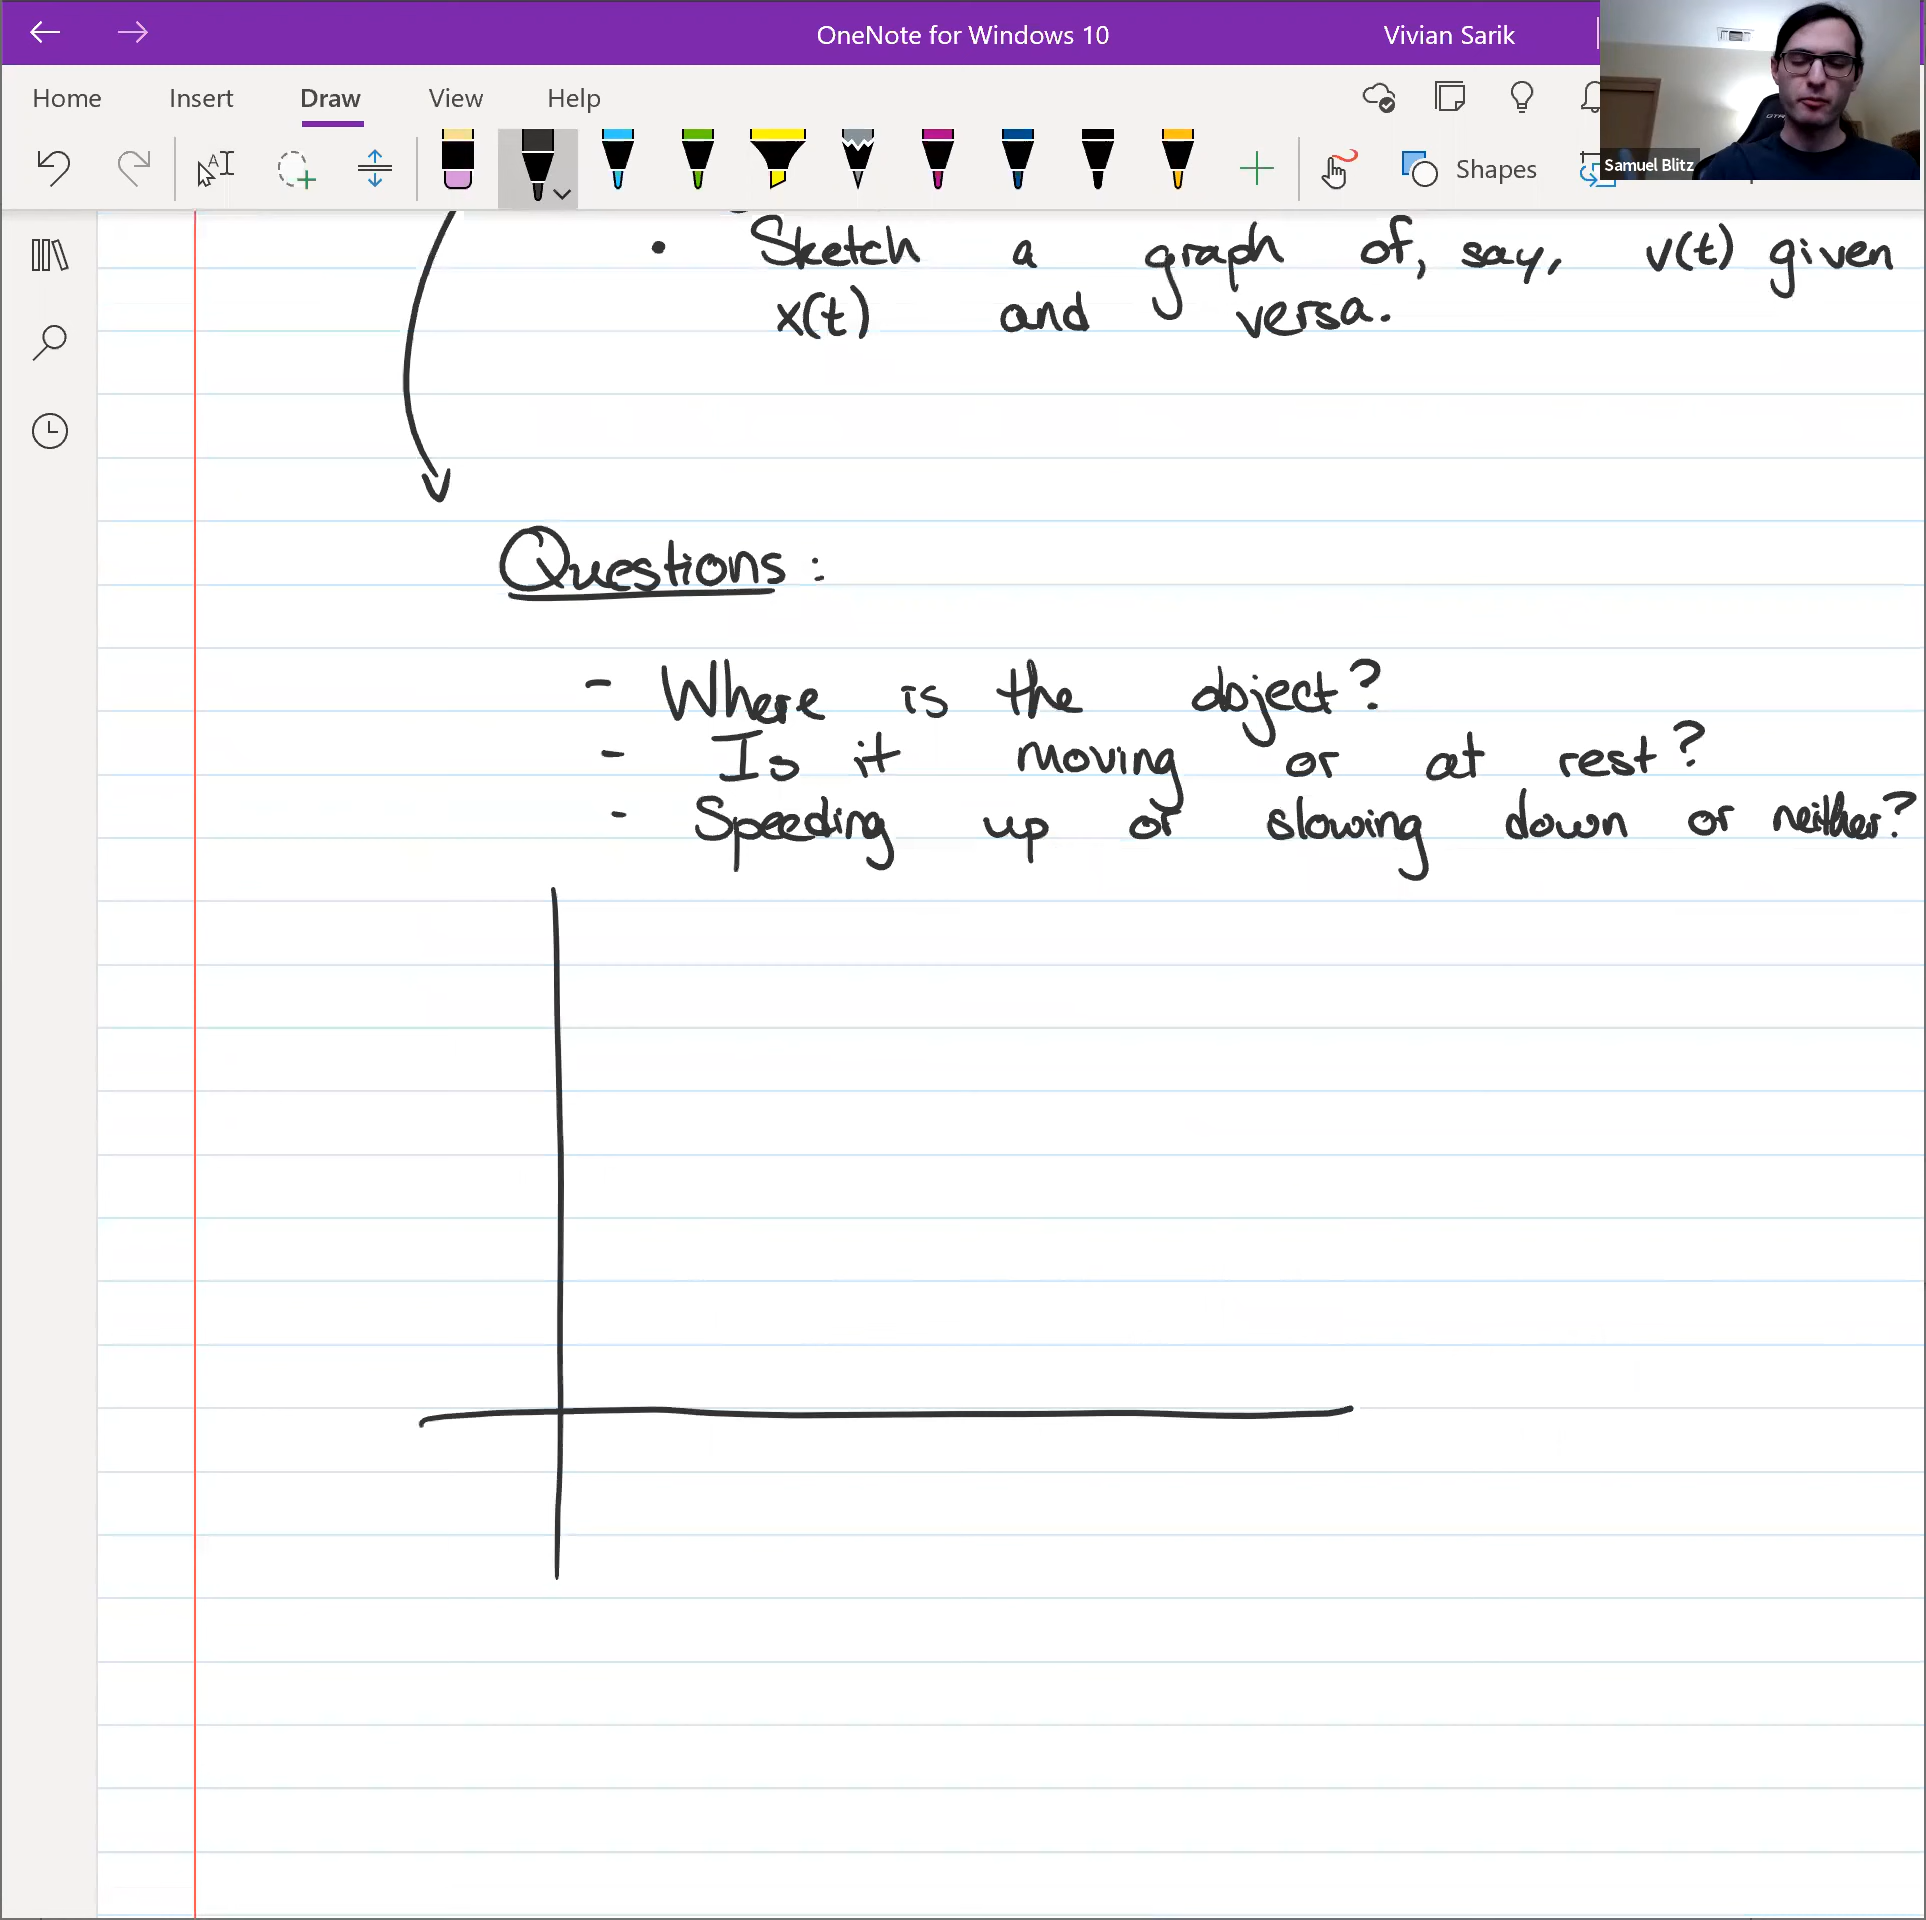 OneNote for Windows 10
Vivian Sarik
Home Insert Draw View Help
Shapes
Samuel Blitz
• Sketch a graph of, say, v(t) given
x(t) and versa.
Questions:
- Where is the object?
- Is it moving or at rest?
- Speeding up or slowing down or neither?